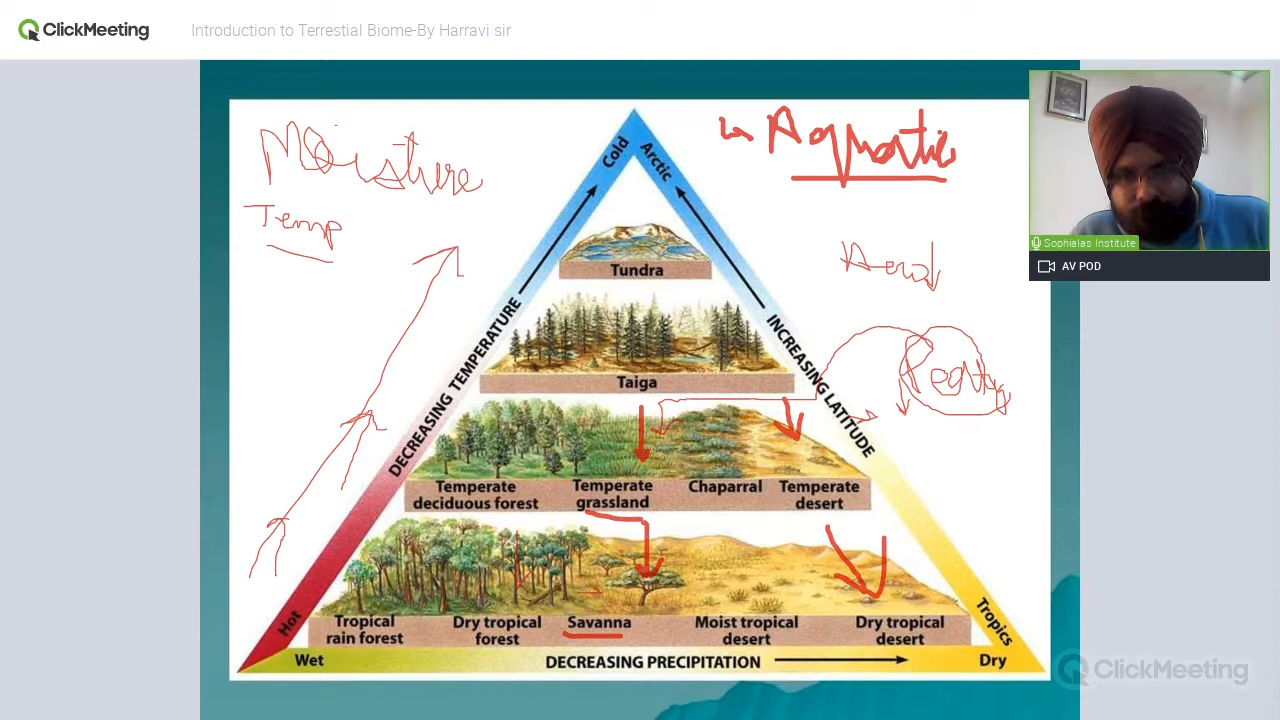 ClickMeeting
Introduction to Terrestial Biome-By Harravi sir
Moisture
Temp
Aquatic
Cold
Arctic
Sophialas Institute
AV POD
Tundra
DECREASING TEMPERATURE
INCREASING LATITUDE
Taiga
Temperate
deciduous forest
Temperate
grassland
Chaparral
Temperate
desert
Hot
Tropics
Tropical
rain forest
Dry tropical
forest
Savanna
Moist tropical
desert
Dry tropical
desert
Wet
DECREASING PRECIPITATION
Dry
ClickMeeting